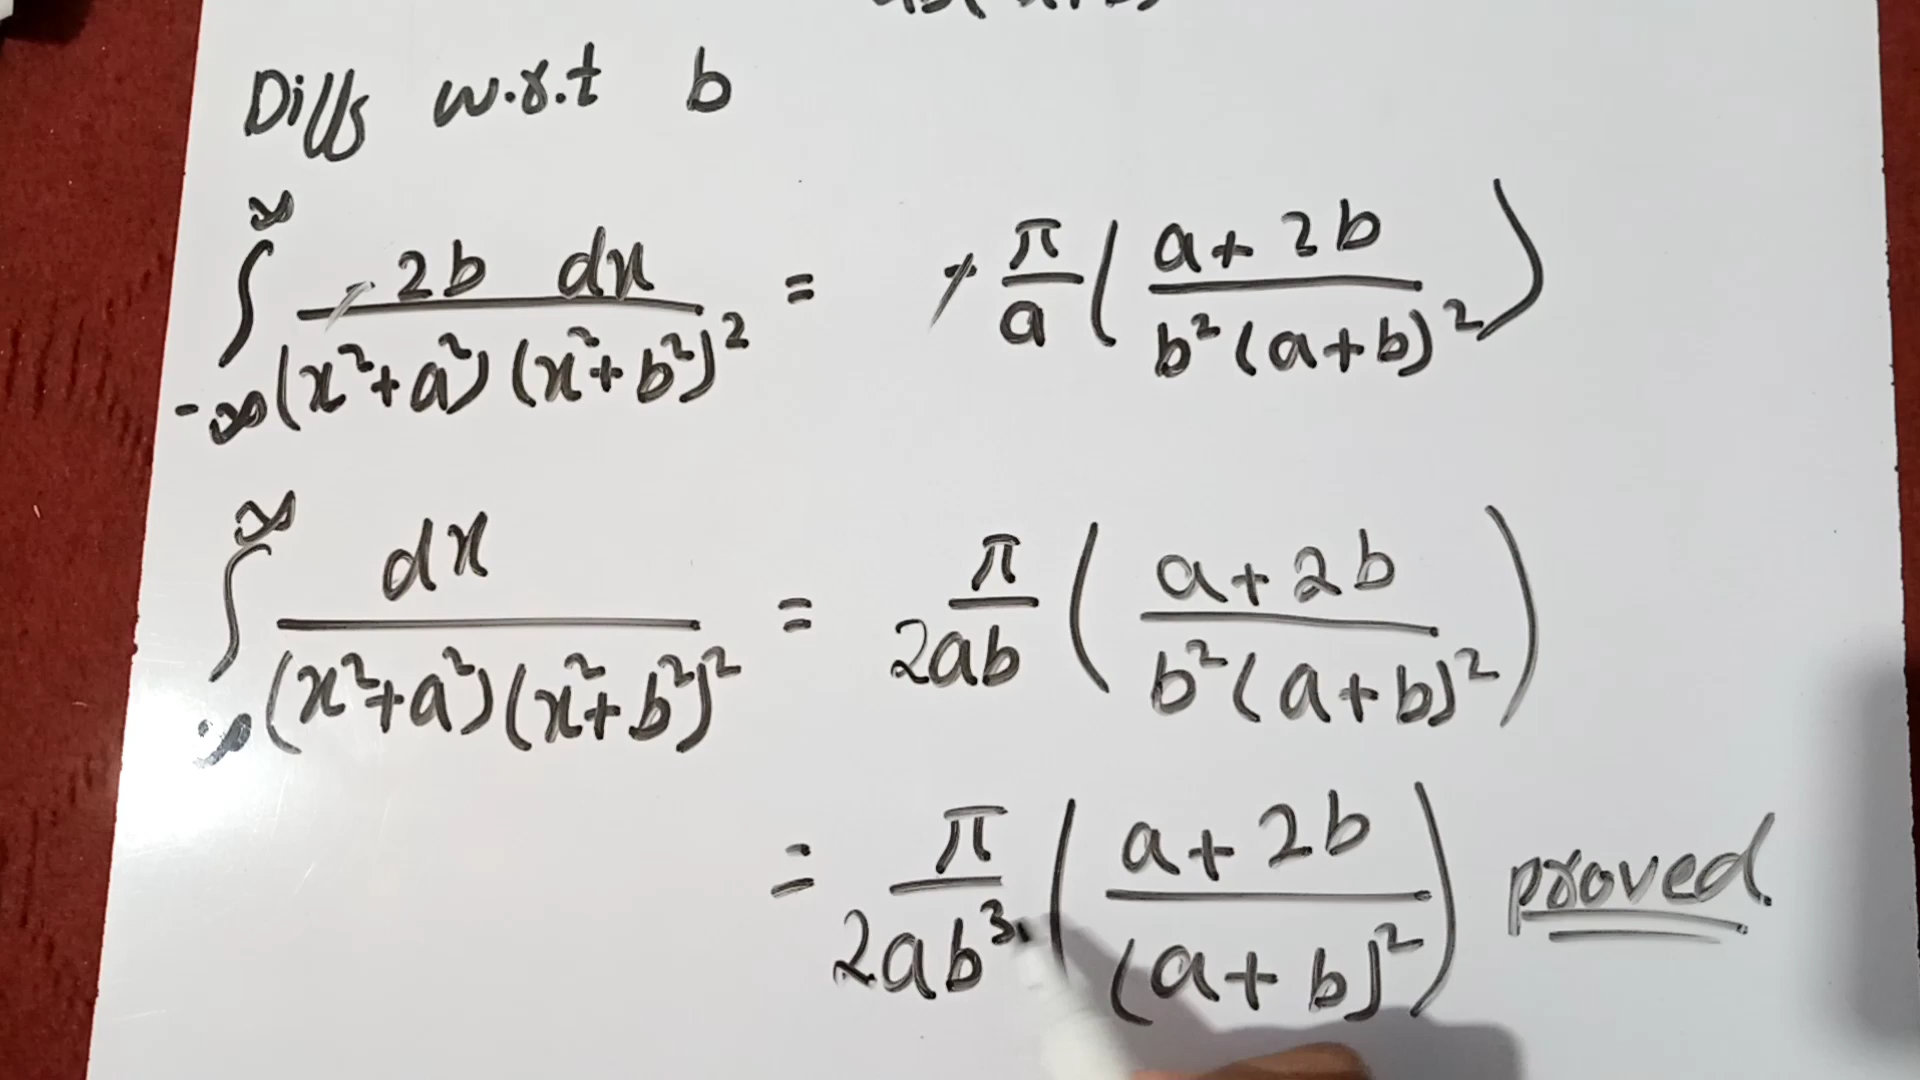 Diff w.r.t b
∫_{-∞}^{∞} -2b dx / (x²+a²)(x²+b²)² = - π/a ( a+2b / b²(a+b)² )
∫_{-∞}^{∞} dx / (x²+a²)(x²+b²)² = π/2ab ( a+2b / b²(a+b)² )
= π/2ab³ ( a+2b / (a+b)² ) proved